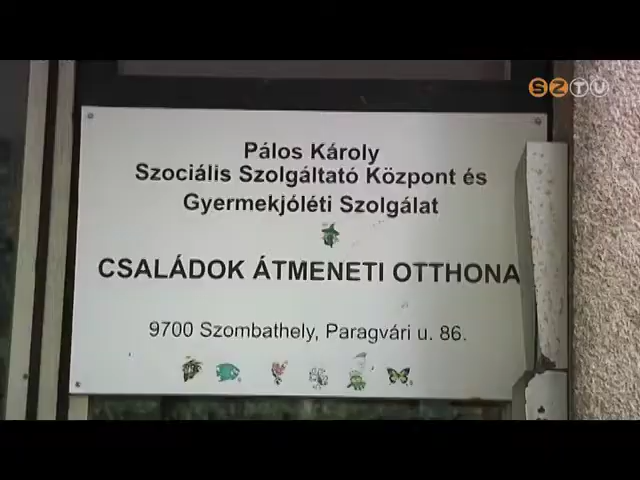 SZTV
Pálos Károly
Szociális Szolgáltató Központ és
Gyermekjóléti Szolgálat
CSALÁDOK ÁTMENETI OTTHONA
9700 Szombathely, Paragvári u. 86.